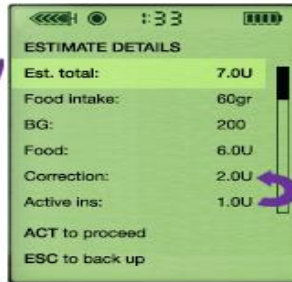 1:33
ESTIMATE DETAILS
Est. total: 7.0U
Food intake: 60gr
BG: 200
Food: 6.0U
Correction: 2.0U
Active ins: 1.0U
ACT to proceed
ESC to back up